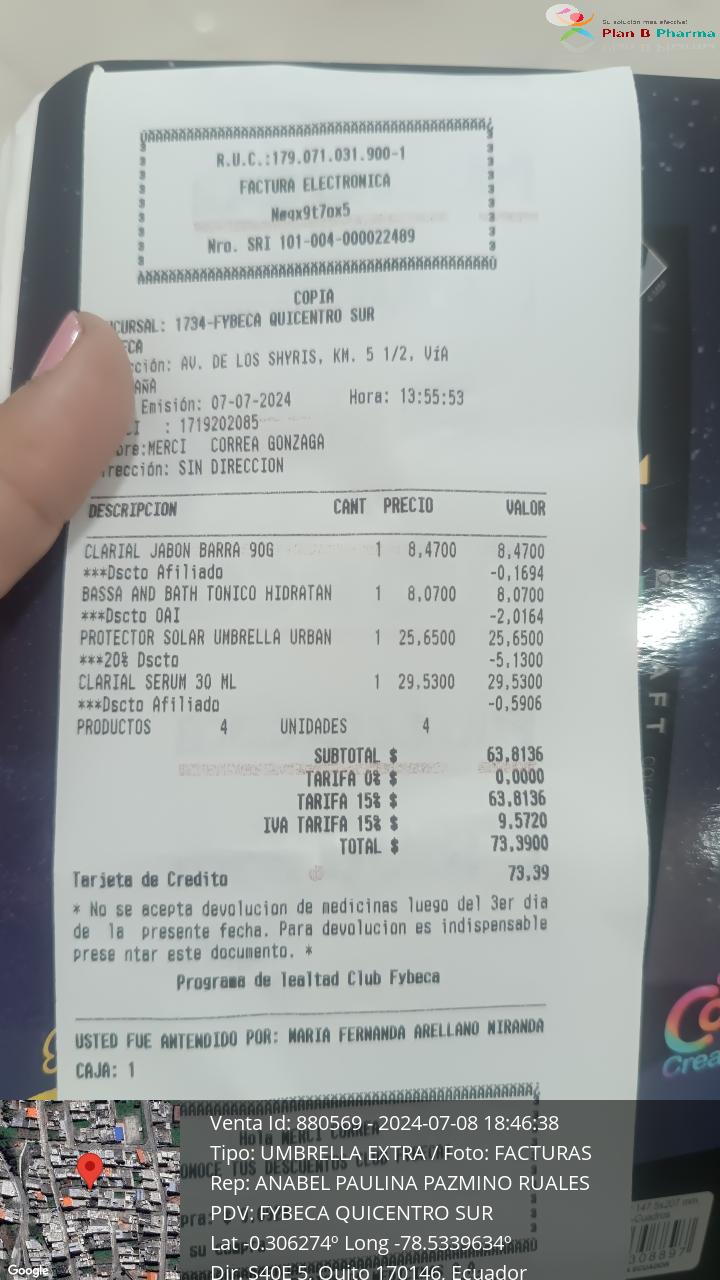 Su solución más efectiva!
Plan B Pharma
R.U.C.:179.071.031.900-1
FACTURA ELECTRONICA
Neqx9t7ox5
Nro. SRI 101-004-000022489
COPIA
CURSAL: 1734-FYBECA QUICENTRO SUR
ECA
cción: AV. DE LOS SHYRIS, KM. 5 1/2, VíA
AÑA
Emisión: 07-07-2024 Hora: 13:55:53
I : 1719202085
bre:MERCI CORREA GONZAGA
rección: SIN DIRECCION
DESCRIPCION CANT PRECIO VALOR
CLARIAL JABON BARRA 90G 1 8,4700 8,4700
***Dscto Afiliado -0,1694
BASSA AND BATH TONICO HIDRATAN 1 8,0700 8,0700
***Dscto OAI -2,0164
PROTECTOR SOLAR UMBRELLA URBAN 1 25,6500 25,6500
***20% Dscto -5,1300
CLARIAL SERUM 30 ML 1 29,5300 29,5300
***Dscto Afiliado -0,5906
PRODUCTOS 4 UNIDADES 4
SUBTOTAL $ 63,8136
TARIFA 0% $ 0,0000
TARIFA 15% $ 63,8136
IVA TARIFA 15% $ 9,5720
TOTAL $ 73,3900
Tarjeta de Credito 73,39
* No se acepta devolucion de medicinas luego del 3er dia
de la presente fecha. Para devolucion es indispensable
prese ntar este documento. *
Programa de lealtad Club Fybeca
USTED FUE ANTENDIDO POR: MARIA FERNANDA ARELLANO MIRANDA
CAJA: 1
Hola MERCI CORREA
Venta Id: 880569 - 2024-07-08 18:46:38
Tipo: UMBRELLA EXTRA / Foto: FACTURAS
Rep: ANABEL PAULINA PAZMINO RUALES
PDV: FYBECA QUICENTRO SUR
Lat -0.306274º Long -78.5339634º
Dir. S40E 5, Quito 170146, Ecuador
Google